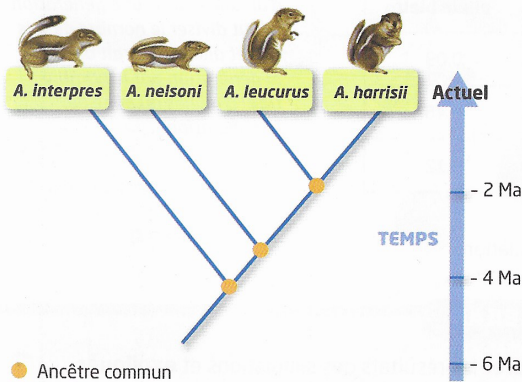 A. interpres
A. nelsoni
A. leucurus
A. harrisii
Actuel
- 2 Ma
TEMPS
- 4 Ma
- 6 Ma
Ancêtre commun